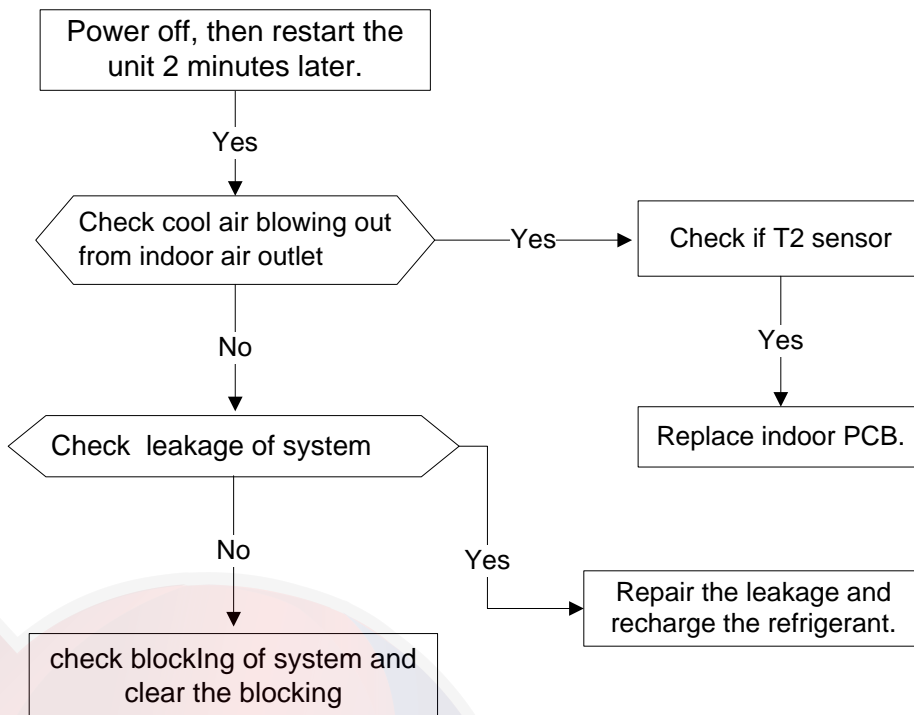 Power off, then restart the
unit 2 minutes later.
Yes
Check cool air blowing out
from indoor air outlet
Yes
Check if T2 sensor
No
Yes
Check leakage of system
Replace indoor PCB.
No
Yes
Repair the leakage and
recharge the refrigerant.
check blockIng of system and
clear the blocking